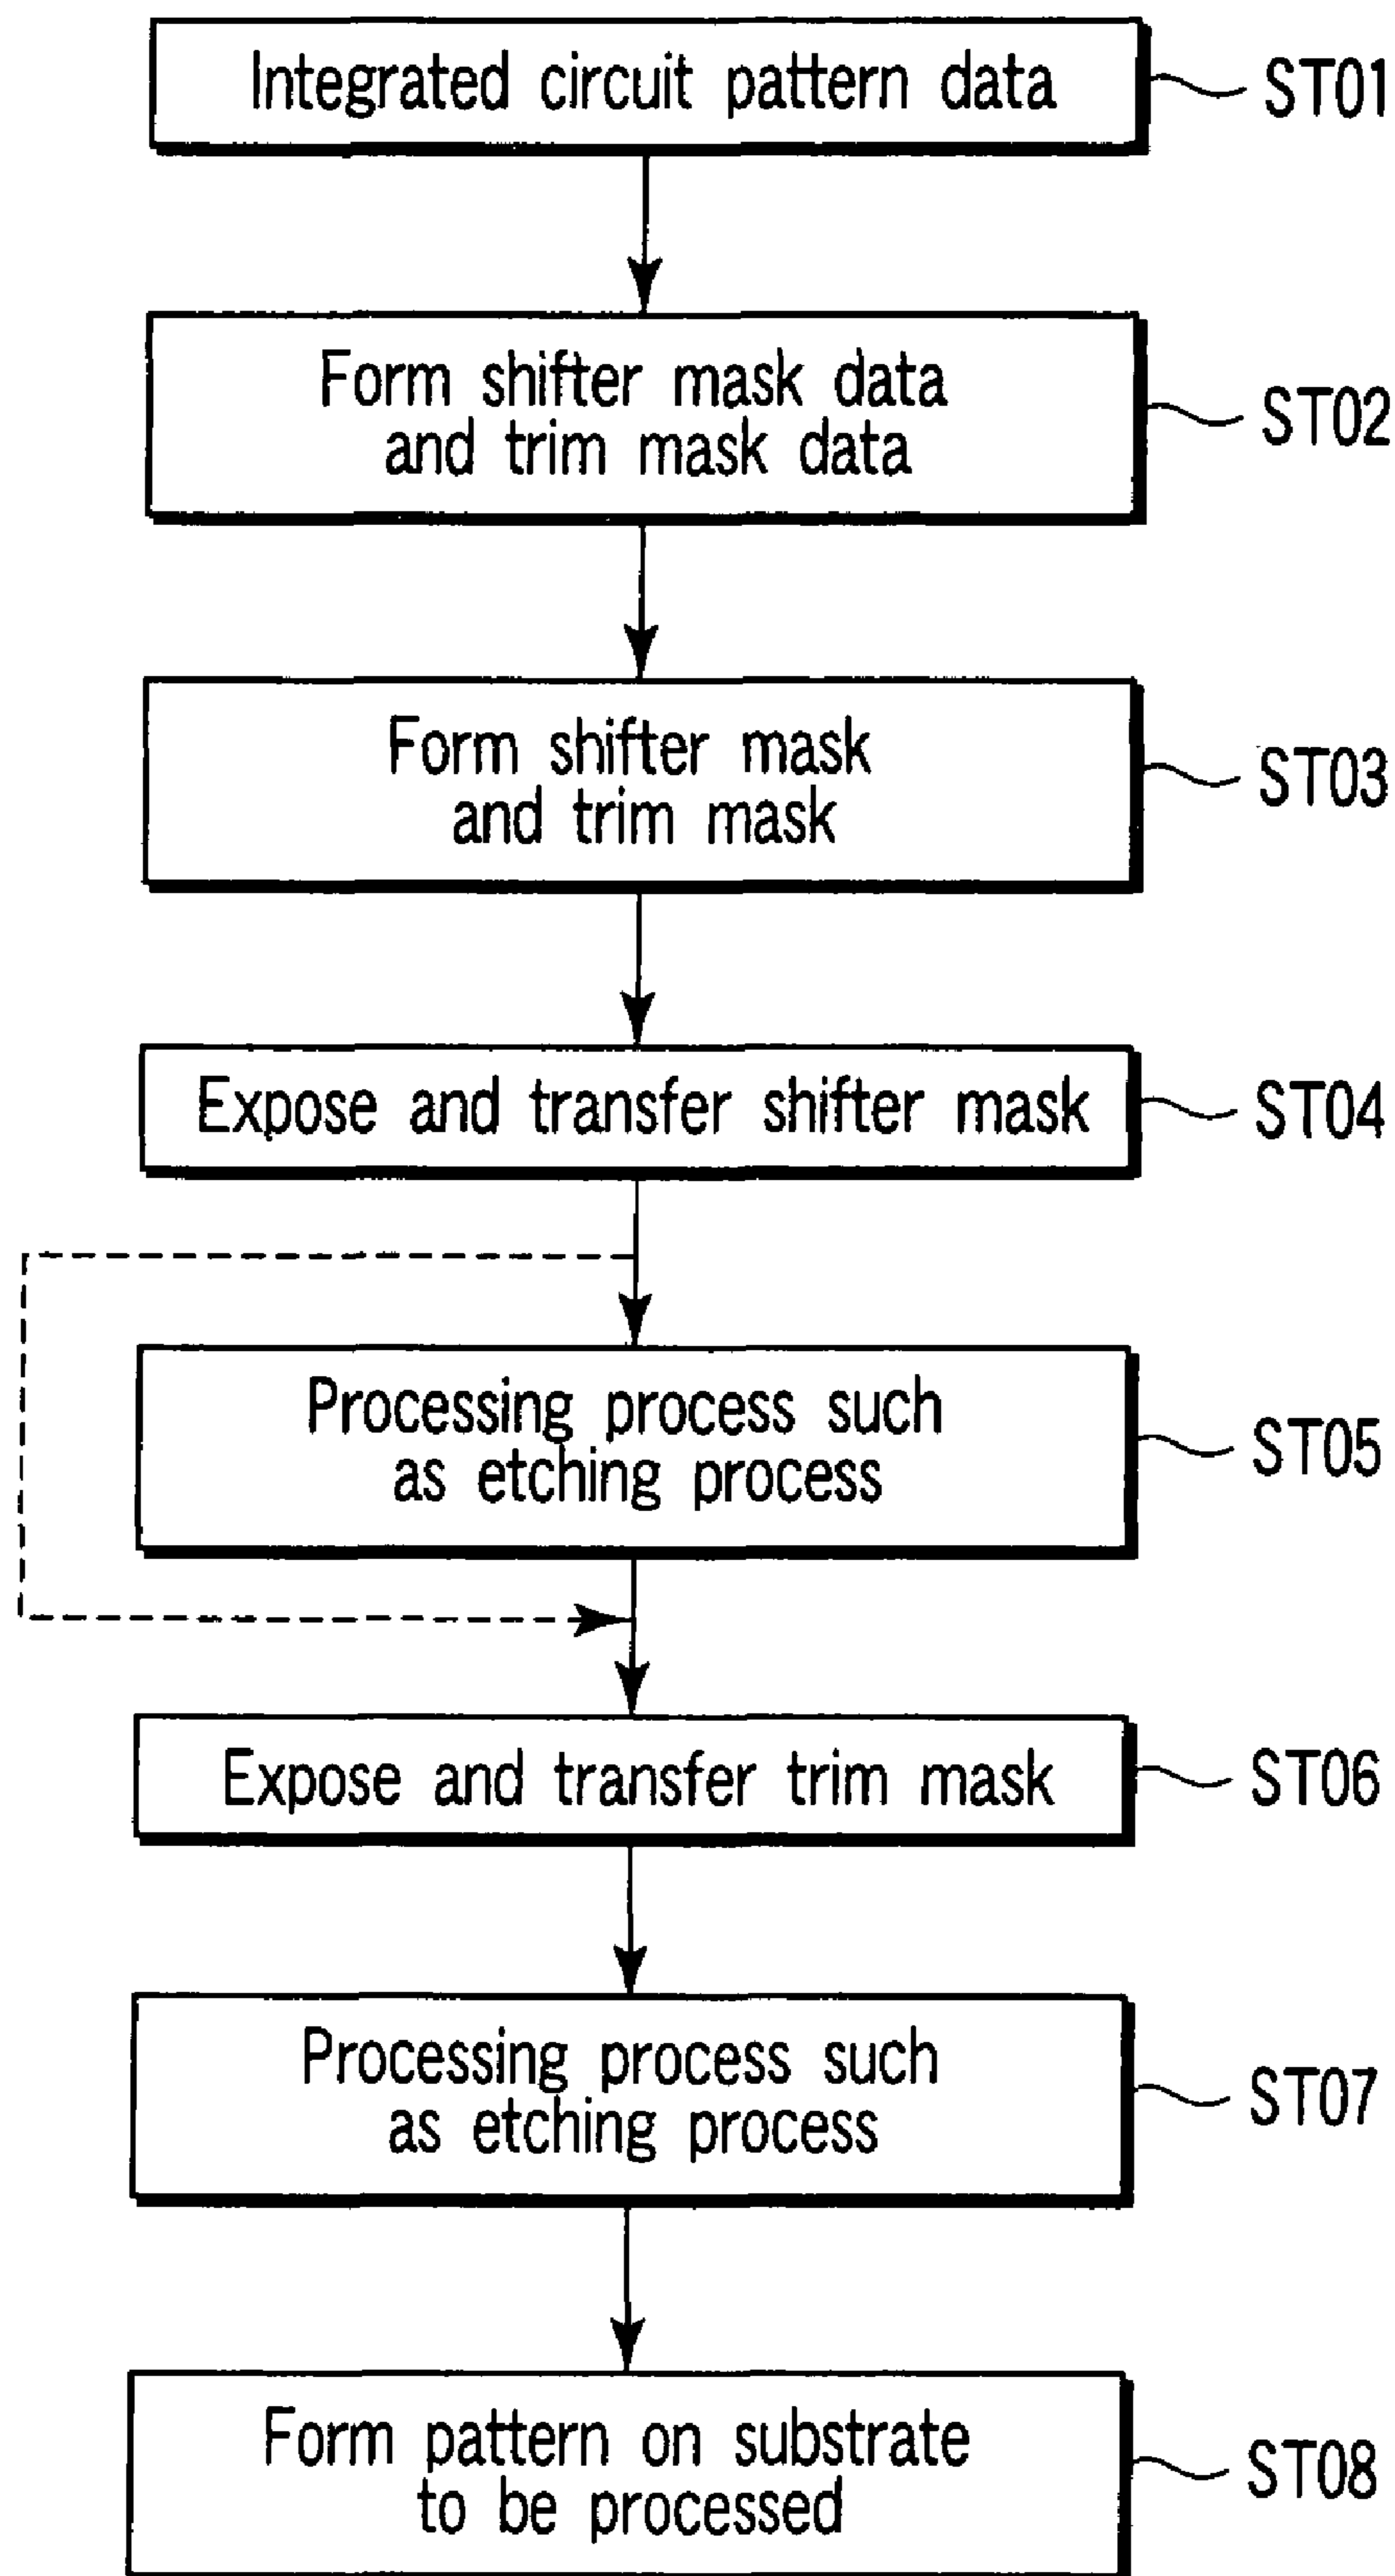 Integrated circuit pattern data
ST01
Form shifter mask data
and trim mask data
ST02
Form shifter mask
and trim mask
ST03
Expose and transfer shifter mask
ST04
Processing process such
as etching process
ST05
Expose and transfer trim mask
ST06
Processing process such
as etching process
ST07
Form pattern on substrate
to be processed
ST08